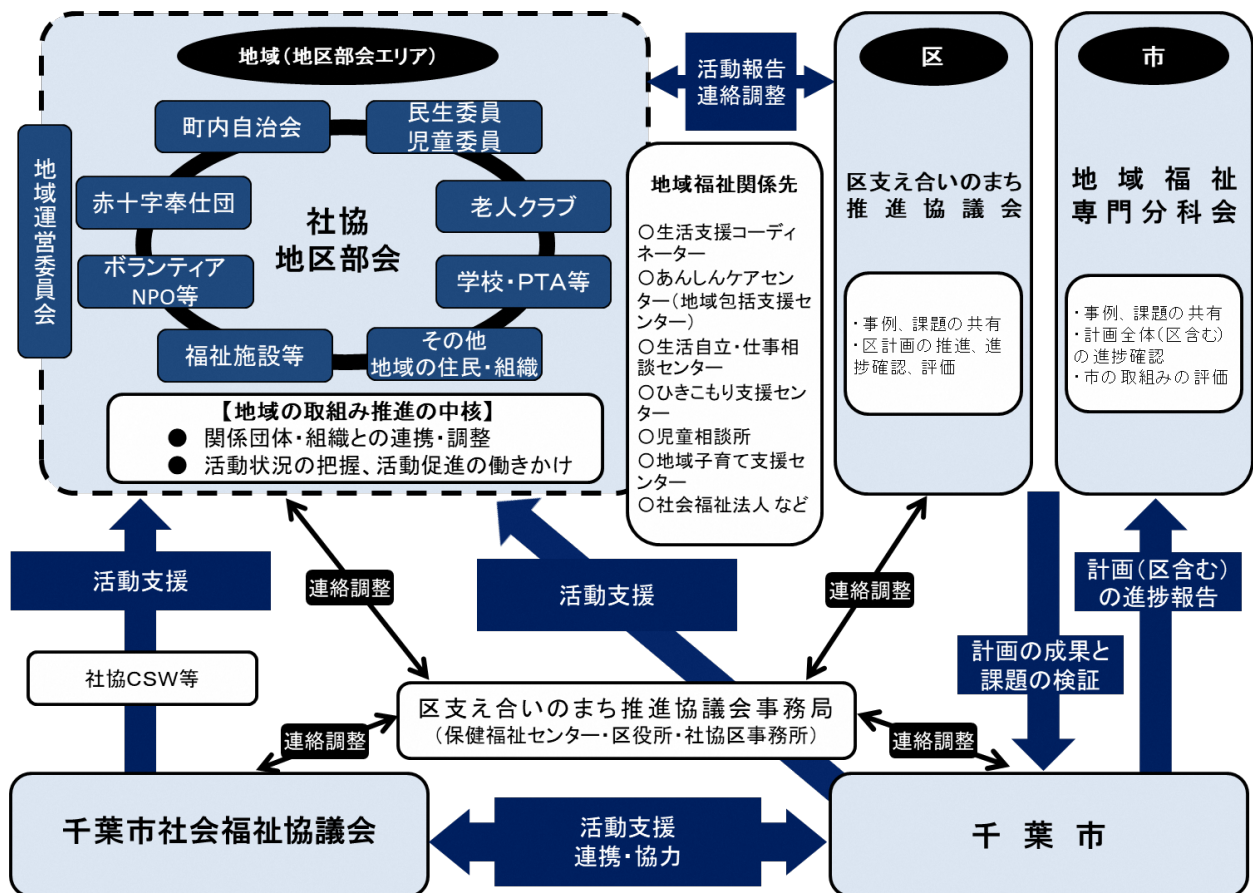 地域(地区部会エリア)
地域運営委員会
町内自治会
民生委員
児童委員
赤十字奉仕団
老人クラブ
社協
地区部会
ボランティア
NPO等
学校・PTA等
福祉施設等
その他
地域の住民・組織
【地域の取組み推進の中核】
● 関係団体・組織との連携・調整
● 活動状況の把握、活動促進の働きかけ
活動報告
連絡調整
地域福祉関係先
○生活支援コーディ
ネーター
○あんしんケアセン
ター(地域包括支援セ
ンター)
○生活自立・仕事相
談センター
○ひきこもり支援セン
ター
○児童相談所
○地域子育て支援セ
ンター
○社会福祉法人 など
区
区支え合いのまち
推進協議会
・事例、課題の共有
・区計画の推進、進
捗確認、評価
市
地域福祉
専門分科会
・事例、課題の共有
・計画全体(区含む)
の進捗確認
・市の取組みの評価
活動支援
社協CSW等
連絡調整
活動支援
連絡調整
計画の成果と
課題の検証
計画(区含む)
の進捗報告
区支え合いのまち推進協議会事務局
(保健福祉センター・区役所・社協区事務所)
連絡調整
連絡調整
千葉市社会福祉協議会
活動支援
連携・協力
千葉市